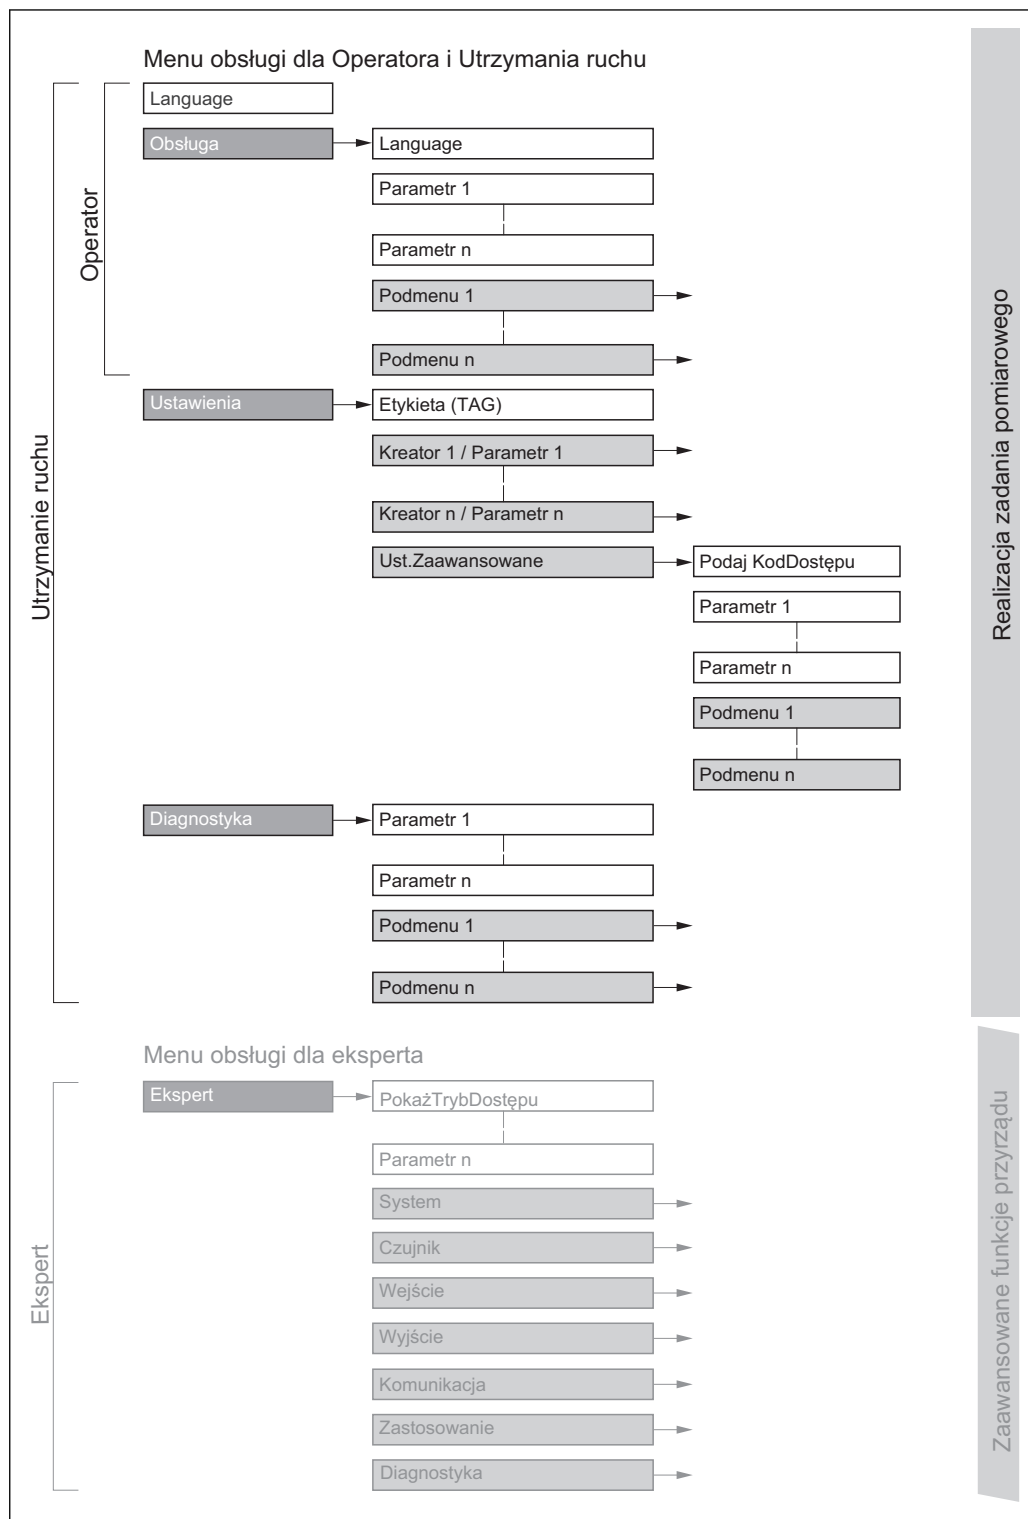 Menu obsługi dla Operatora i Utrzymania ruchu
Language
Obsługa
Language
Parametr 1
Parametr n
Podmenu 1
Podmenu n
Operator
Ustawienia
Etykieta (TAG)
Kreator 1 / Parametr 1
Kreator n / Parametr n
Ust.Zaawansowane
Podaj KodDostępu
Parametr 1
Parametr n
Podmenu 1
Podmenu n
Diagnostyka
Parametr 1
Parametr n
Podmenu 1
Podmenu n
Utrzymanie ruchu
Realizacja zadania pomiarowego
Menu obsługi dla eksperta
Ekspert
PokażTrybDostępu
Parametr n
System
Czujnik
Wejście
Wyjście
Komunikacja
Zastosowanie
Diagnostyka
Ekspert
Zaawansowane funkcje przyrządu